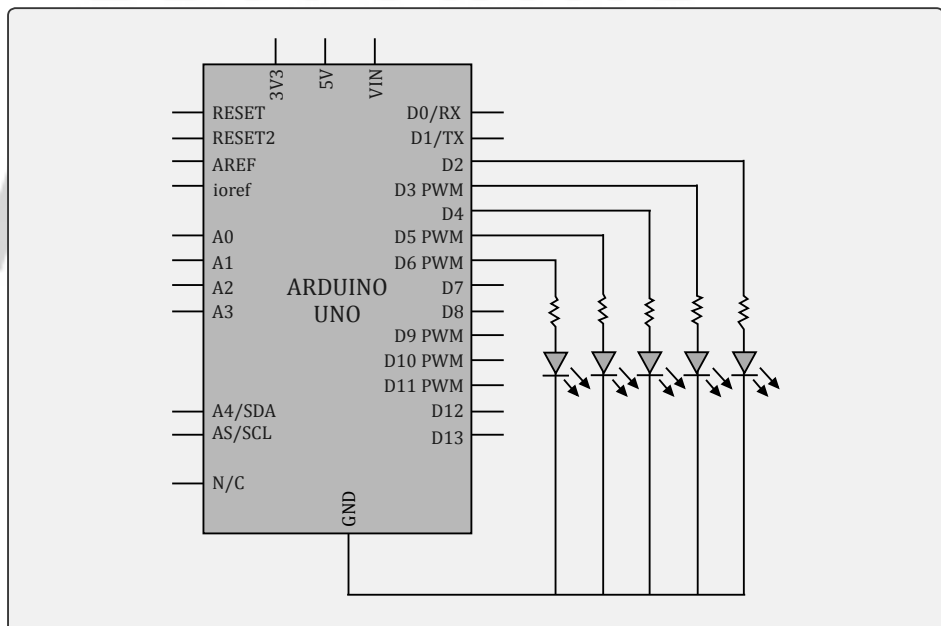 3V3
5V
VIN
RESET
RESET2
AREF
ioref
A0
A1
A2
A3
A4/SDA
AS/SCL
N/C
ARDUINO
UNO
D0/RX
D1/TX
D2
D3 PWM
D4
D5 PWM
D6 PWM
D7
D8
D9 PWM
D10 PWM
D11 PWM
D12
D13
GND